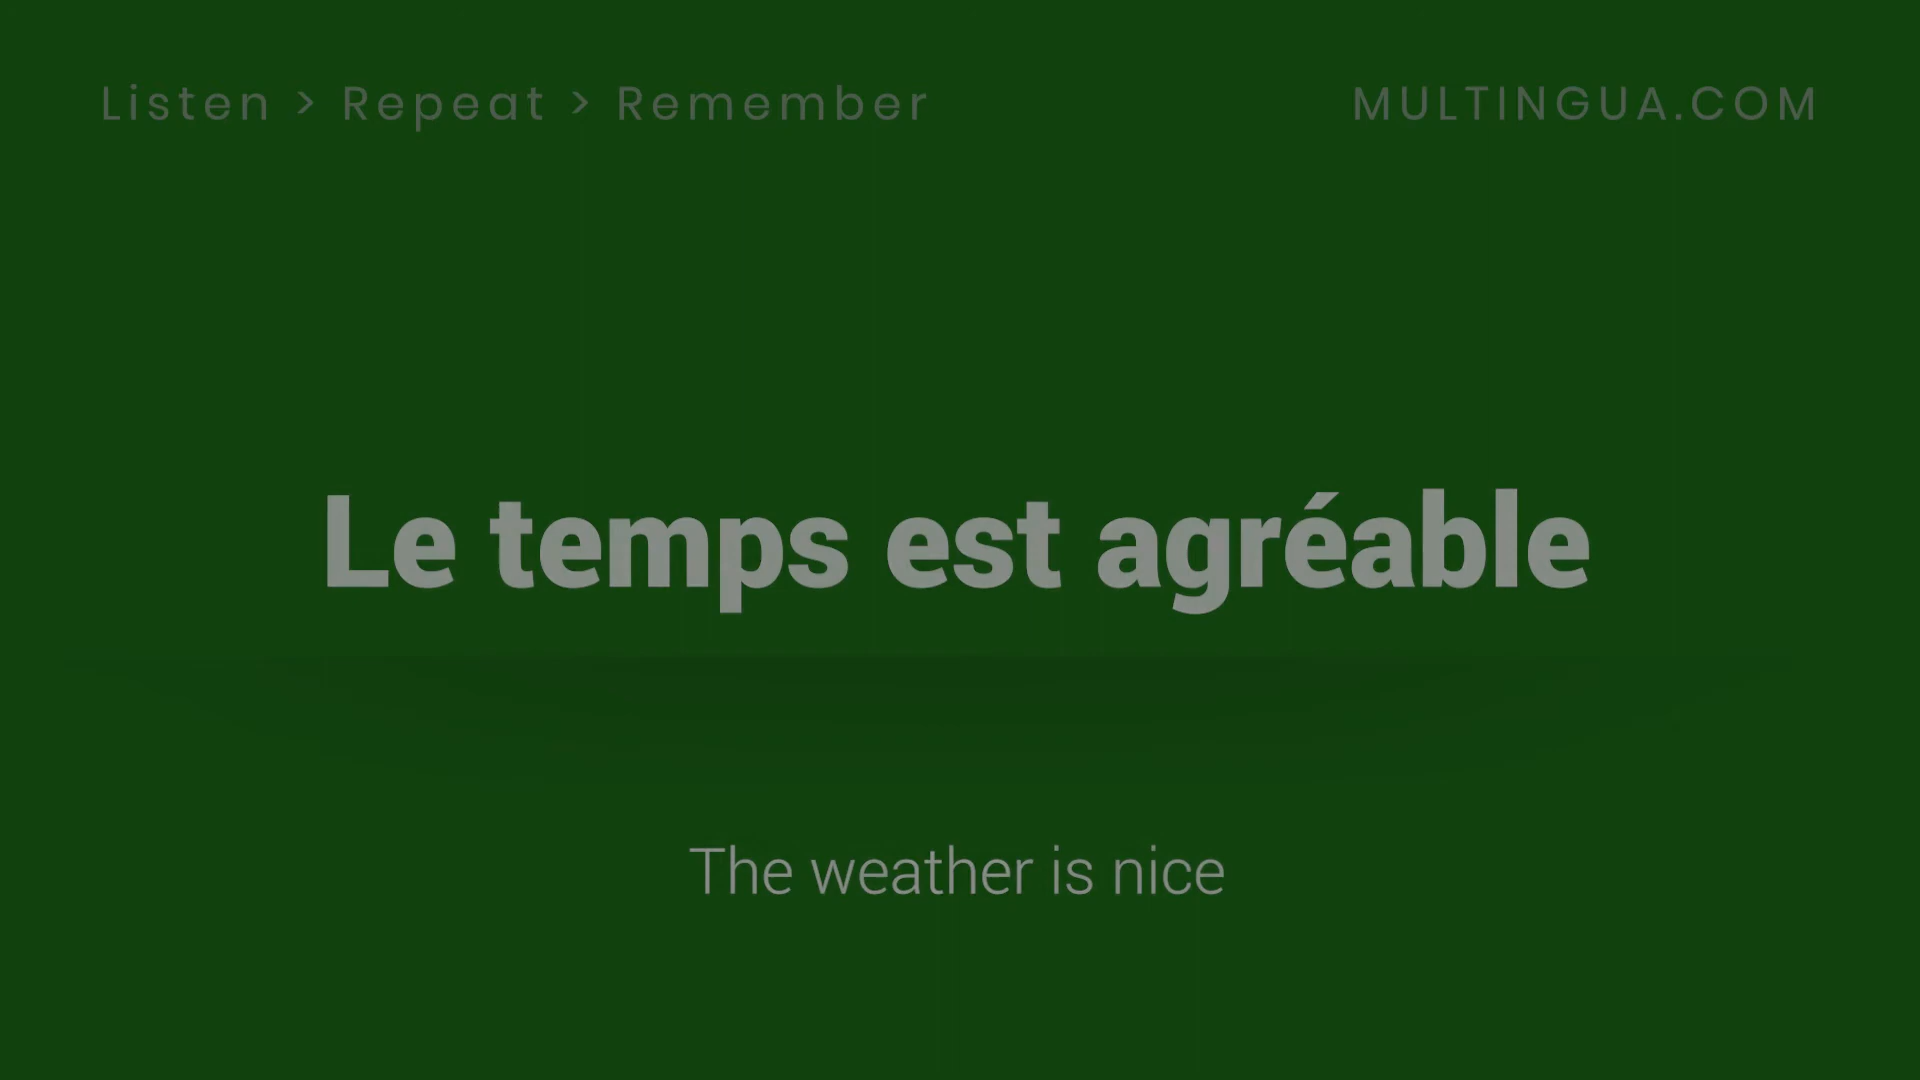 Listen > Repeat > Remember
MULTINGUA.COM
Le temps est agréable
The weather is nice